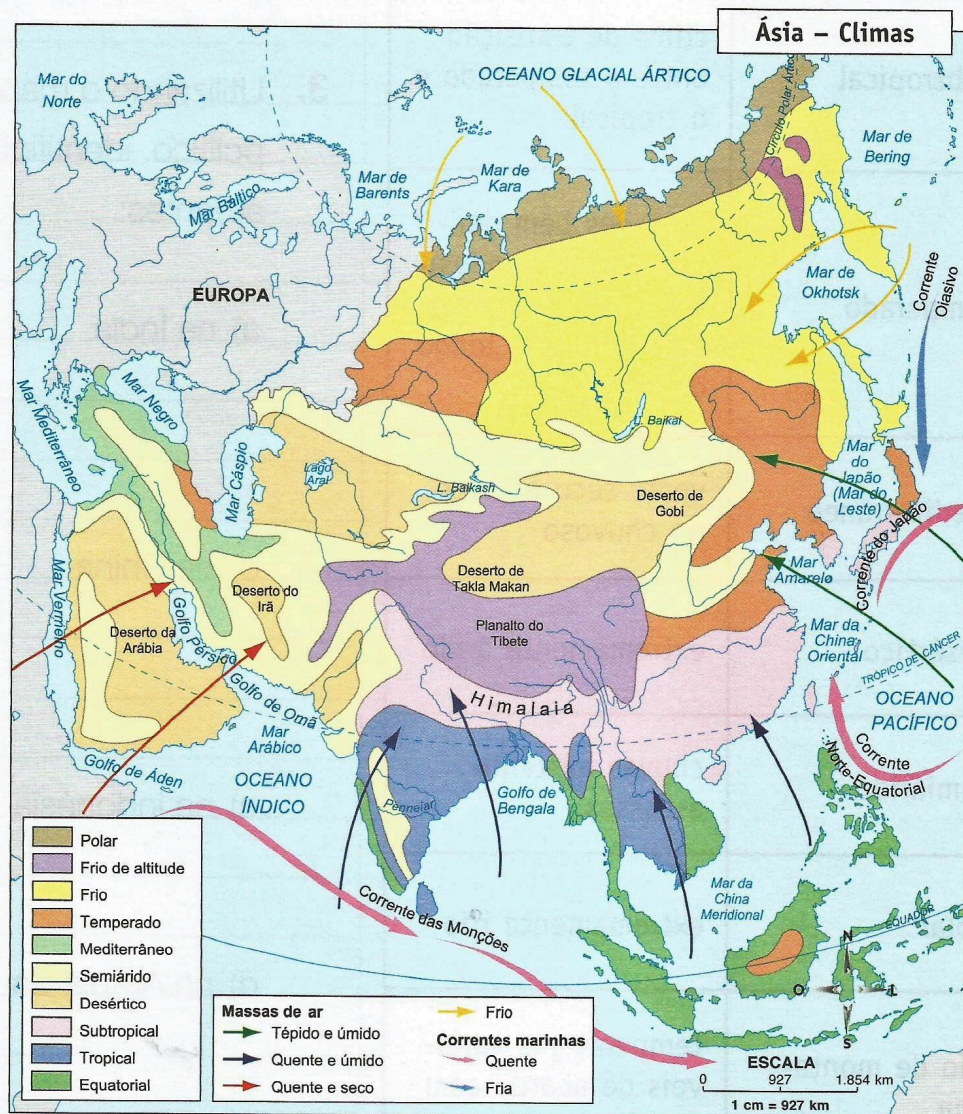 Ásia – Climas
OCEANO GLACIAL ÁRTICO
Círculo Polar Ártico
Mar do
Norte
Mar de
Barents
Mar de
Kara
Mar de
Bering
Mar Báltico
EUROPA
Mar de
Okhotsk
Corrente
Oiasivo
Mar Negro
Mar Mediterrâneo
Mar Cáspio
Lago
Aral
L. Balkash
L. Baikal
Deserto de
Gobi
Mar
do
Japão
(Mar do
Leste)
Corrente do Japão
Deserto de
Takla Makan
Mar
Amarelo
Deserto do
Irã
Mar Vermelho
Deserto da
Arábia
Golfo Pérsico
Planalto do
Tibete
Mar da
China
Oriental
TRÓPICO DE CÂNCER
Himalaia
Golfo de Omã
Mar
Arábico
OCEANO
PACÍFICO
Golfo de Áden
OCEANO
ÍNDICO
Golfo de
Bengala
Corrente
Norte-Equatorial
Corrente das Monções
Mar da
China
Meridional
EQUADOR
N
O
L
S
Polar
Frio de altitude
Frio
Temperado
Mediterrâneo
Semiárido
Desértico
Subtropical
Tropical
Equatorial
Massas de ar
Tépido e úmido
Quente e úmido
Quente e seco
Frio
Correntes marinhas
Quente
Fria
ESCALA
0 927 1.854 km
1 cm = 927 km